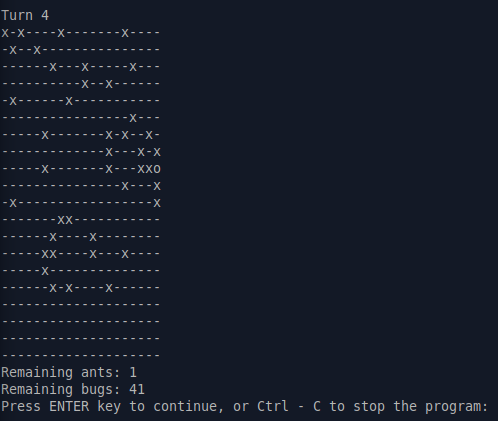 Turn 4
x-x----x-------x----
-x--x---------------
------x---x-----x---
----------x--x------
-x------x-----------
----------------x---
-----x-------x-x--x-
-------------x---x-x
-----x-------x---xxo
---------------x---x
-x-----------------x
-------xx-----------
------x----x--------
-----xx----x---x----
-----x--------------
------x-x----x------
--------------------
--------------------
--------------------
--------------------
Remaining ants: 1
Remaining bugs: 41
Press ENTER key to continue, or Ctrl - C to stop the program: